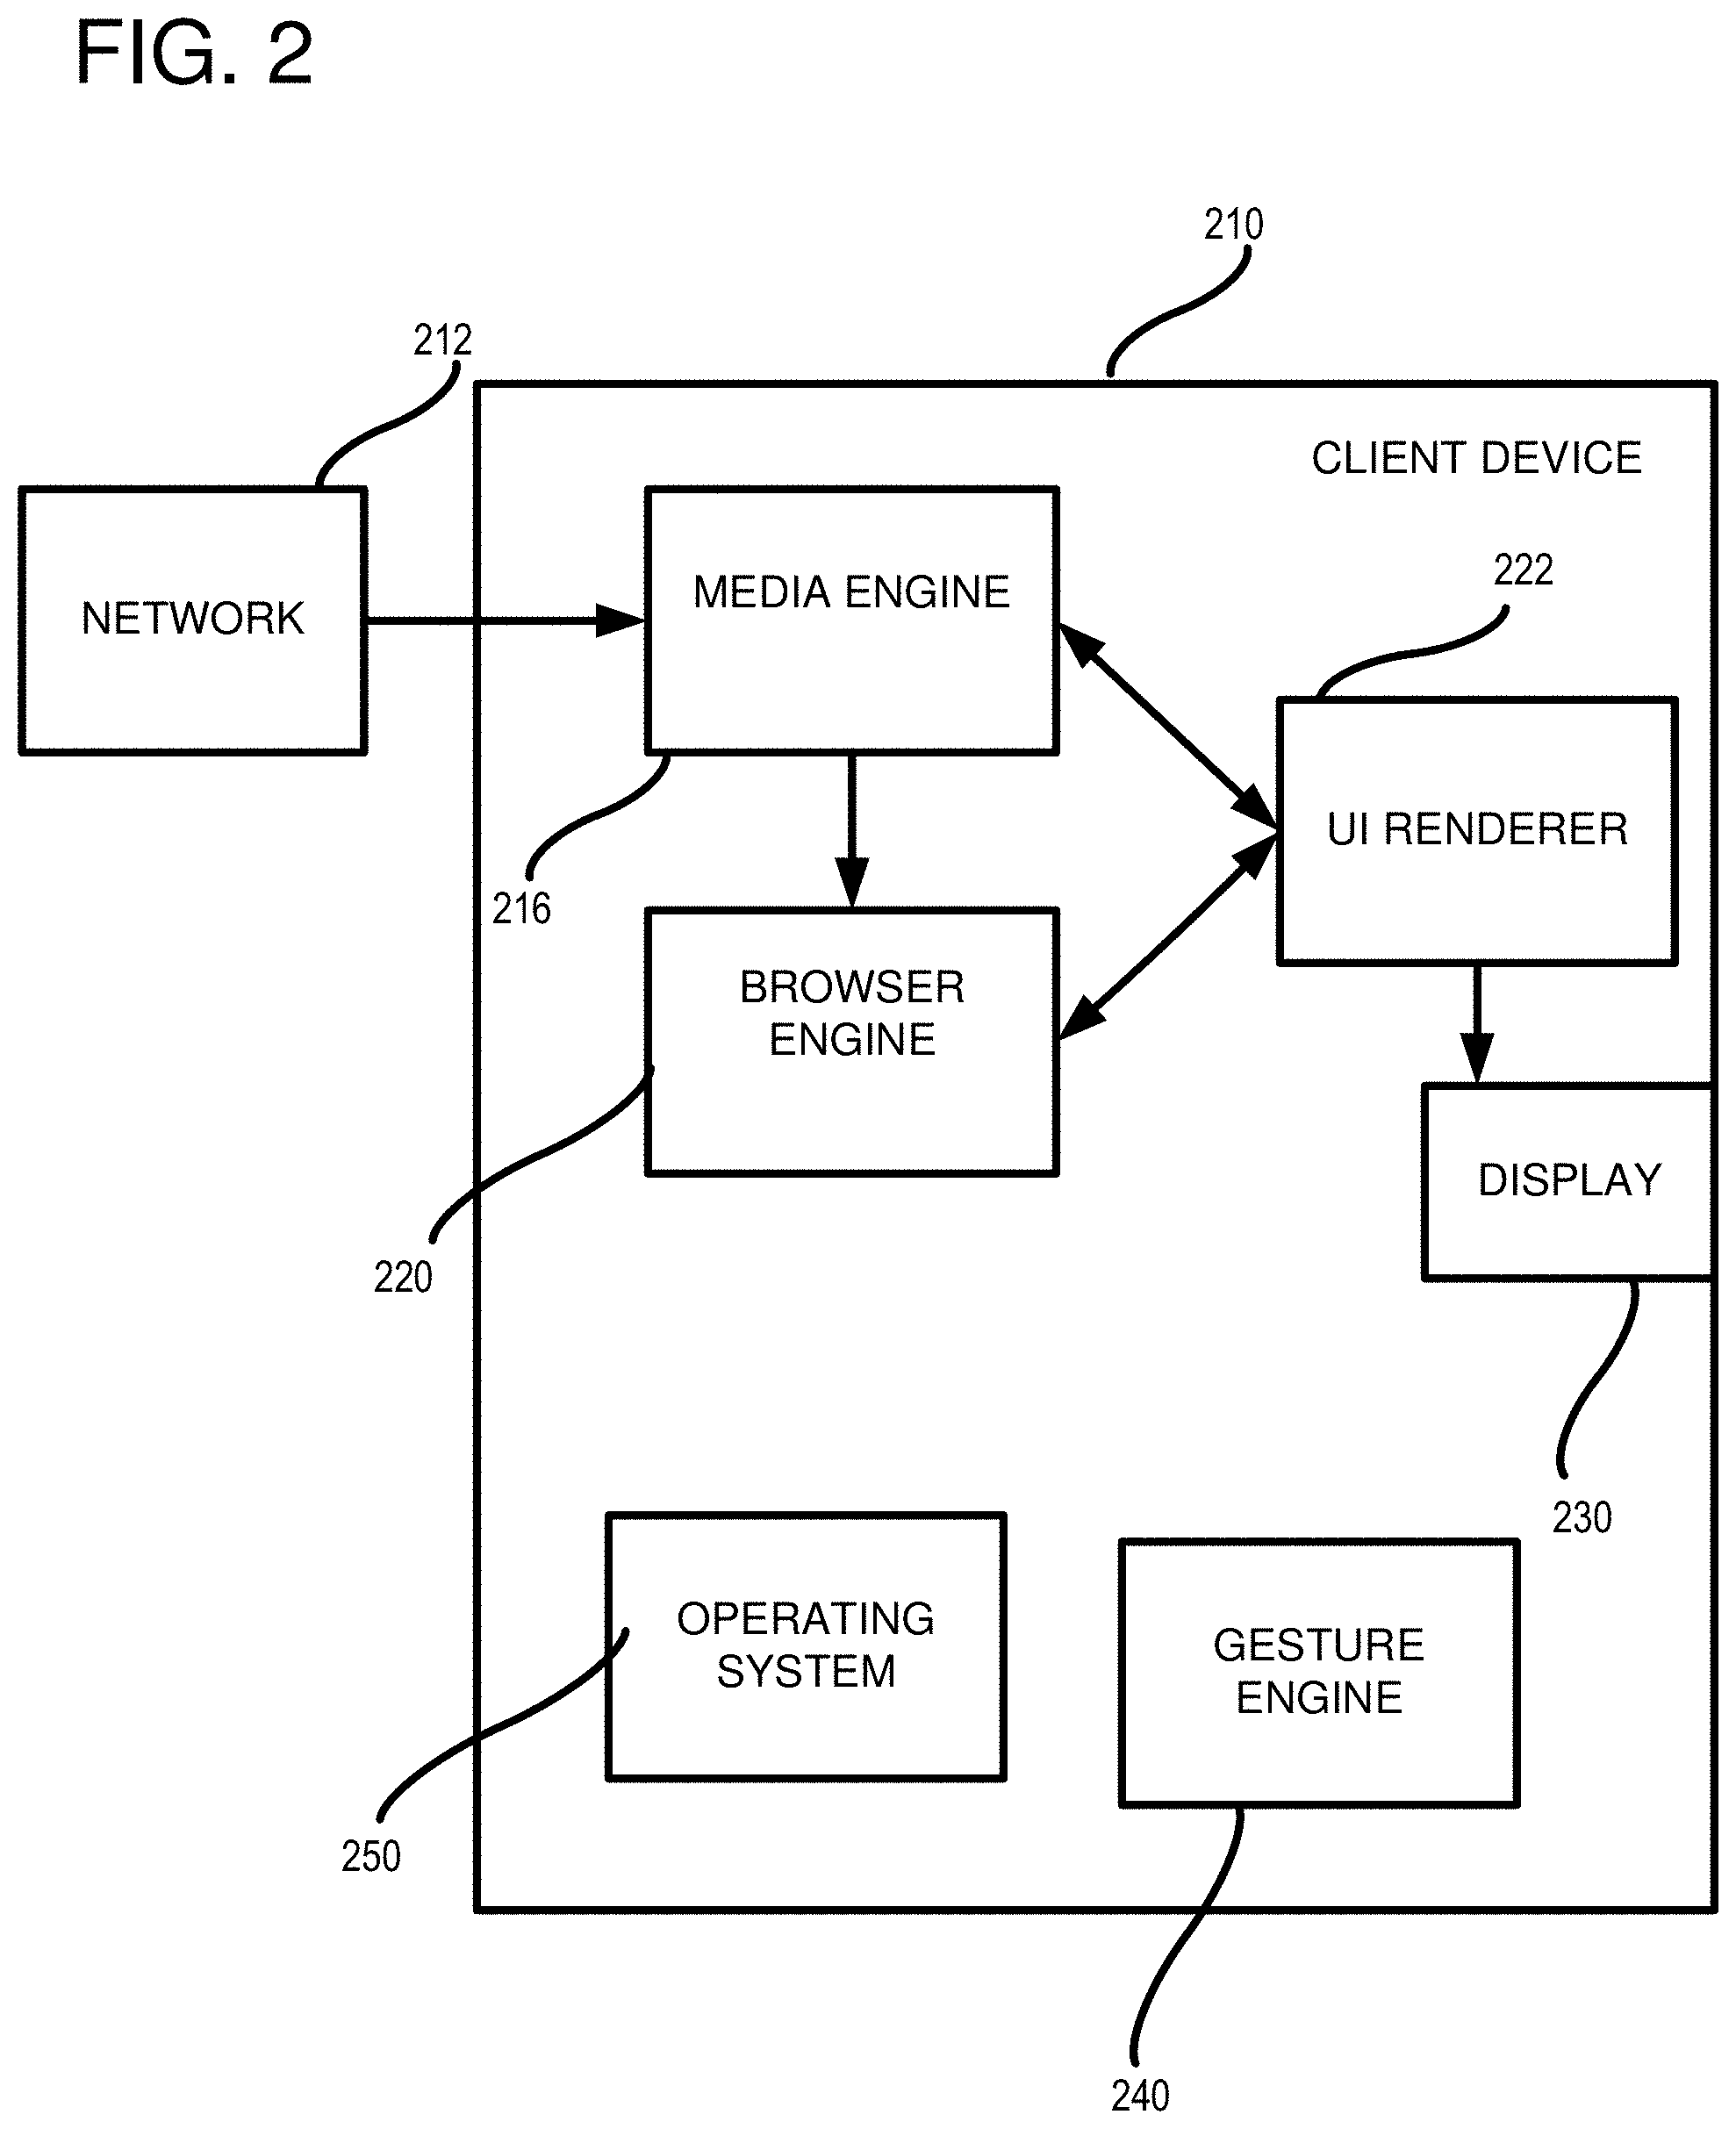 FIG. 2
210
212
CLIENT DEVICE
MEDIA ENGINE
222
NETWORK
UI RENDERER
216
BROWSER
ENGINE
DISPLAY
220
230
OPERATING
SYSTEM
GESTURE
ENGINE
250
240